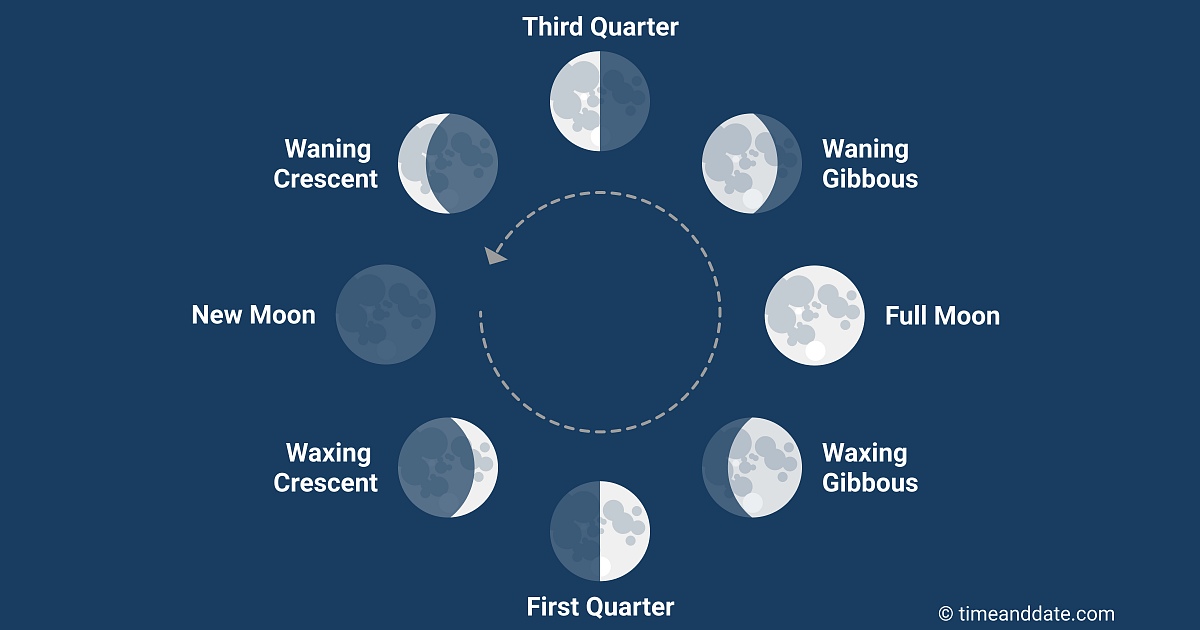 Third Quarter
Waning
Crescent
Waning
Gibbous
New Moon
Full Moon
Waxing
Crescent
Waxing
Gibbous
First Quarter
© timeanddate.com